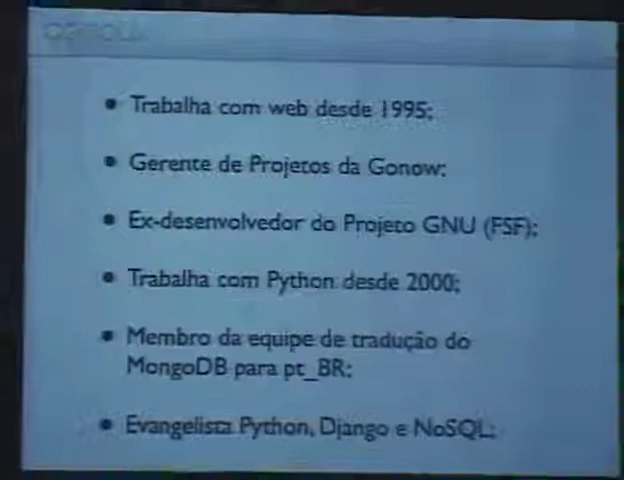 Trabalha com web desde 1995;
Gerente de Projetos da Gonow;
Ex-desenvolvedor do Projeto GNU (FSF);
Trabalha com Python desde 2000;
Membro da equipe de tradução do
MongoDB para pt_BR;
Evangelista Python, Django e NoSQL;